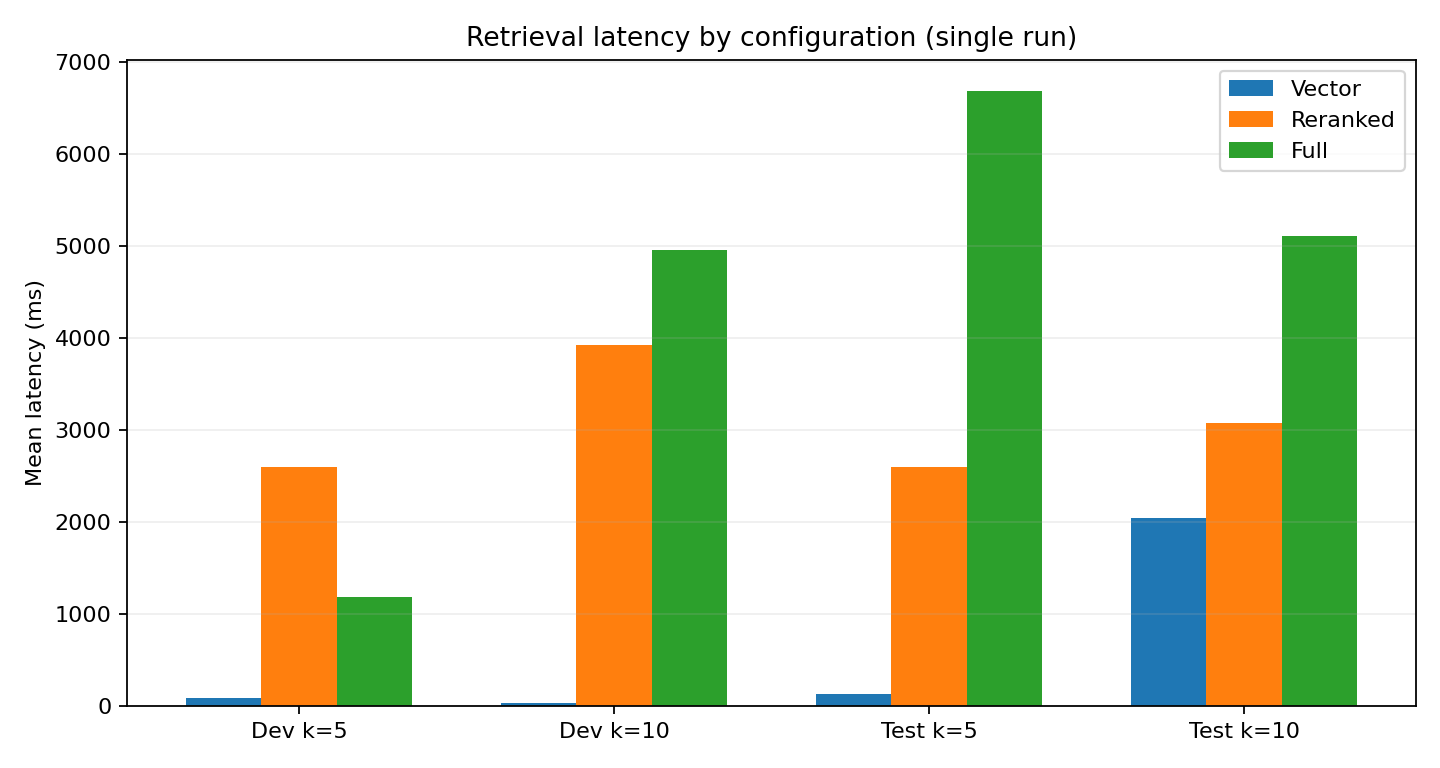 Retrieval latency by configuration (single run)
Mean latency (ms)
7000
6000
5000
4000
3000
2000
1000
0
Vector
Reranked
Full
Dev k=5
Dev k=10
Test k=5
Test k=10